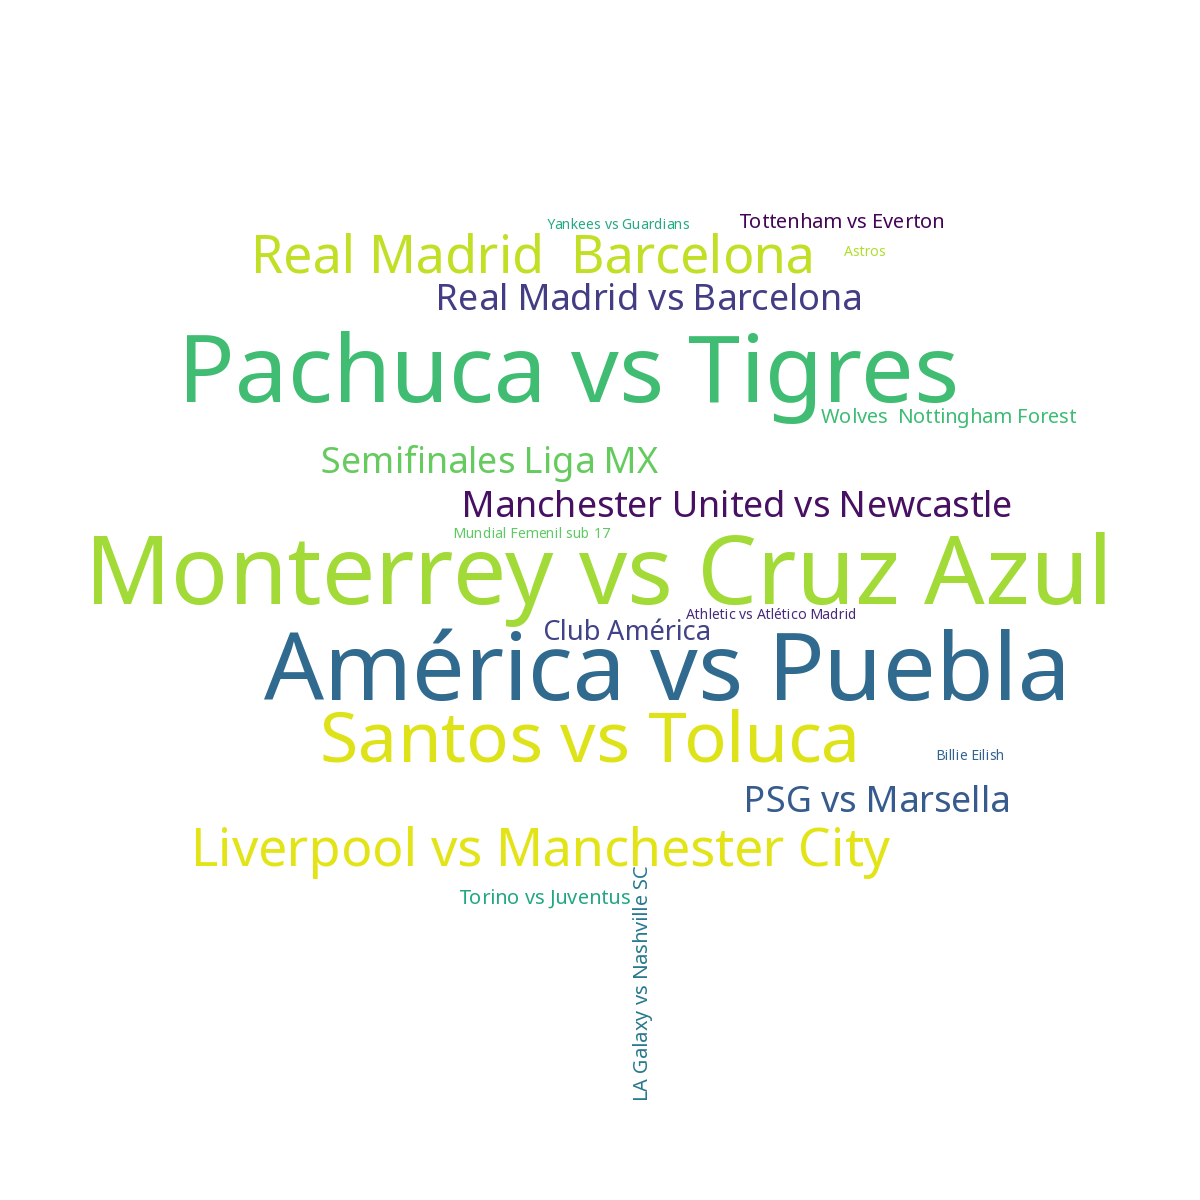 Yankees vs Guardians
Tottenham vs Everton
Real Madrid  Barcelona
Astros
Real Madrid vs Barcelona
Pachuca vs Tigres
Wolves  Nottingham Forest
Semifinales Liga MX
Manchester United vs Newcastle
Mundial Femenil sub 17
Monterrey vs Cruz Azul
Athletic vs Atlético Madrid
Club América
América vs Puebla
Santos vs Toluca
Billie Eilish
PSG vs Marsella
Liverpool vs Manchester City
Torino vs Juventus
LA Galaxy vs Nashville SC